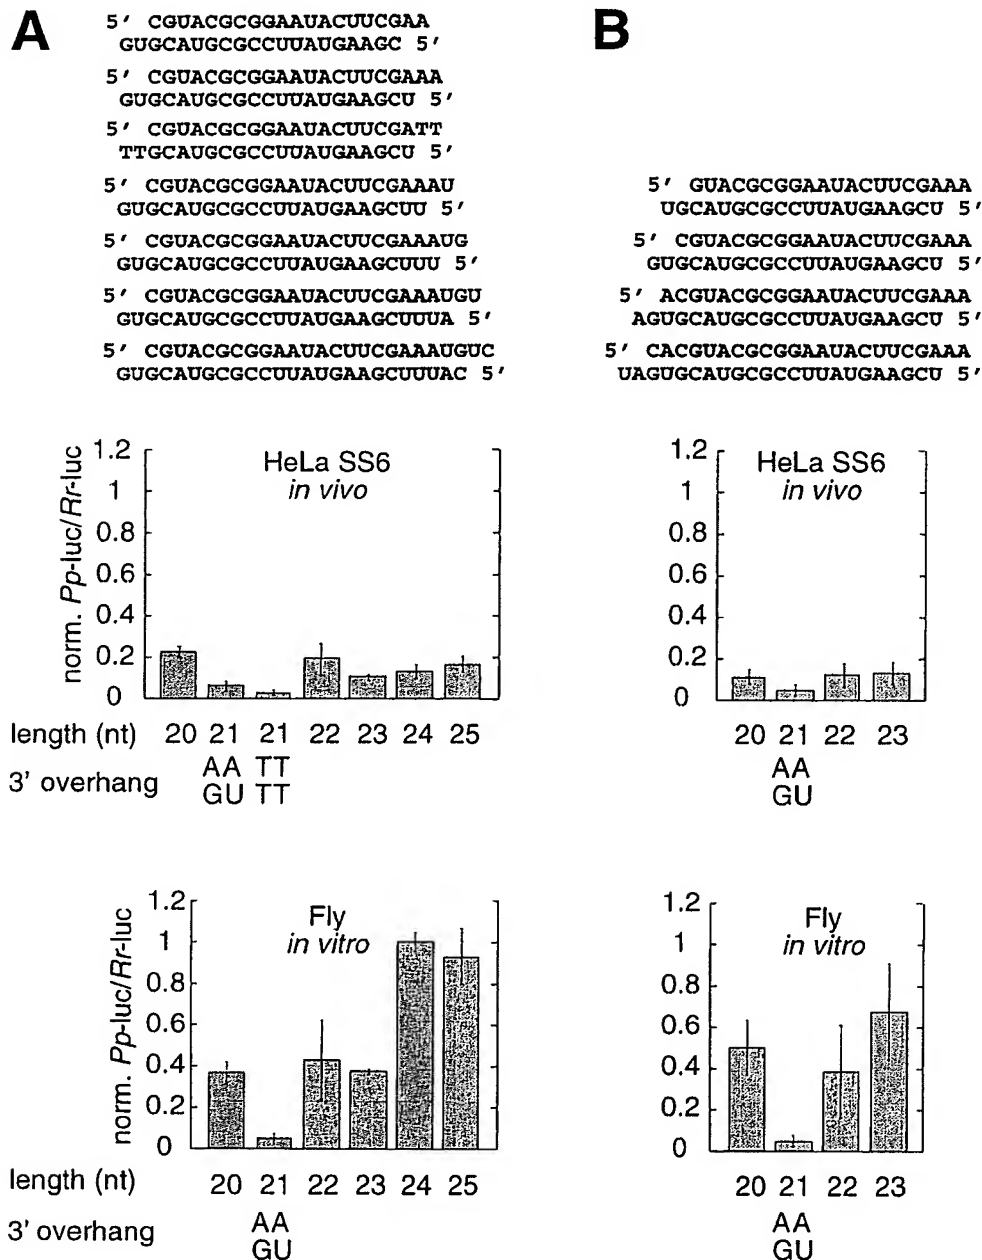 A
5′ CGUACGCGGAAUACUUCGAA
GUGCAUGCGCCUUAUGAAGC 5′
5′ CGUACGCGGAAUACUUCGAAA
GUGCAUGCGCCUUAUGAAGCU 5′
5′ CGUACGCGGAAUACUUCGATT
TTGCAUGCGCCUUAUGAAGCU 5′
5′ CGUACGCGGAAUACUUCGAAAU
GUGCAUGCGCCUUAUGAAGCUU 5′
5′ CGUACGCGGAAUACUUCGAAAUG
GUGCAUGCGCCUUAUGAAGCUUU 5′
5′ CGUACGCGGAAUACUUCGAAAUGU
GUGCAUGCGCCUUAUGAAGCUUUA 5′
5′ CGUACGCGGAAUACUUCGAAAUGUC
GUGCAUGCGCCUUAUGAAGCUUUAC 5′
B
5′ GUACGCGGAAUACUUCGAAA
UGCAUGCGCCUUAUGAAGCU 5′
5′ CGUACGCGGAAUACUUCGAAA
GUGCAUGCGCCUUAUGAAGCU 5′
5′ ACGUACGCGGAAUACUUCGAAA
AGUGCAUGCGCCUUAUGAAGCU 5′
5′ CACGUACGCGGAAUACUUCGAAA
UAGUGCAUGCGCCUUAUGAAGCU 5′
norm. Pp-luc/Rr-luc
1.2
1
0.8
0.6
0.4
0.2
0
HeLa SS6
in vivo
length (nt) 20 21 21 22 23 24 25
3' overhang
AA TT
GU TT
1.2
1
0.8
0.6
0.4
0.2
0
HeLa SS6
in vivo
20 21 22 23
AA
GU
norm. Pp-luc/Rr-luc
1.2
1
0.8
0.6
0.4
0.2
0
Fly
in vitro
length (nt) 20 21 22 23 24 25
3' overhang
AA
GU
1.2
1
0.8
0.6
0.4
0.2
0
Fly
in vitro
20 21 22 23
AA
GU